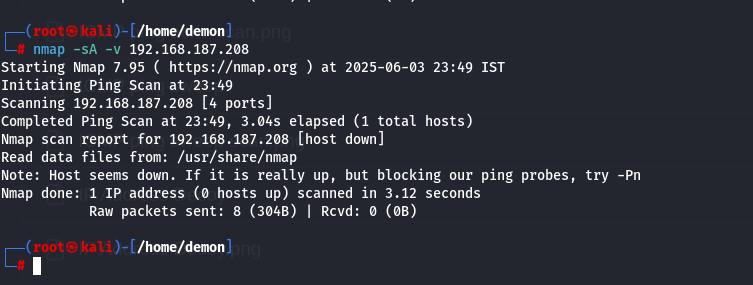 (root㉿kali)-[/home/demon]
# nmap -sA -v 192.168.187.208
Starting Nmap 7.95 ( https://nmap.org ) at 2025-06-03 23:49 IST
Initiating Ping Scan at 23:49
Scanning 192.168.187.208 [4 ports]
Completed Ping Scan at 23:49, 3.04s elapsed (1 total hosts)
Nmap scan report for 192.168.187.208 [host down]
Read data files from: /usr/share/nmap
Note: Host seems down. If it is really up, but blocking our ping probes, try -Pn
Nmap done: 1 IP address (0 hosts up) scanned in 3.12 seconds
Raw packets sent: 8 (304B) | Rcvd: 0 (0B)
(root㉿kali)-[/home/demon]
#